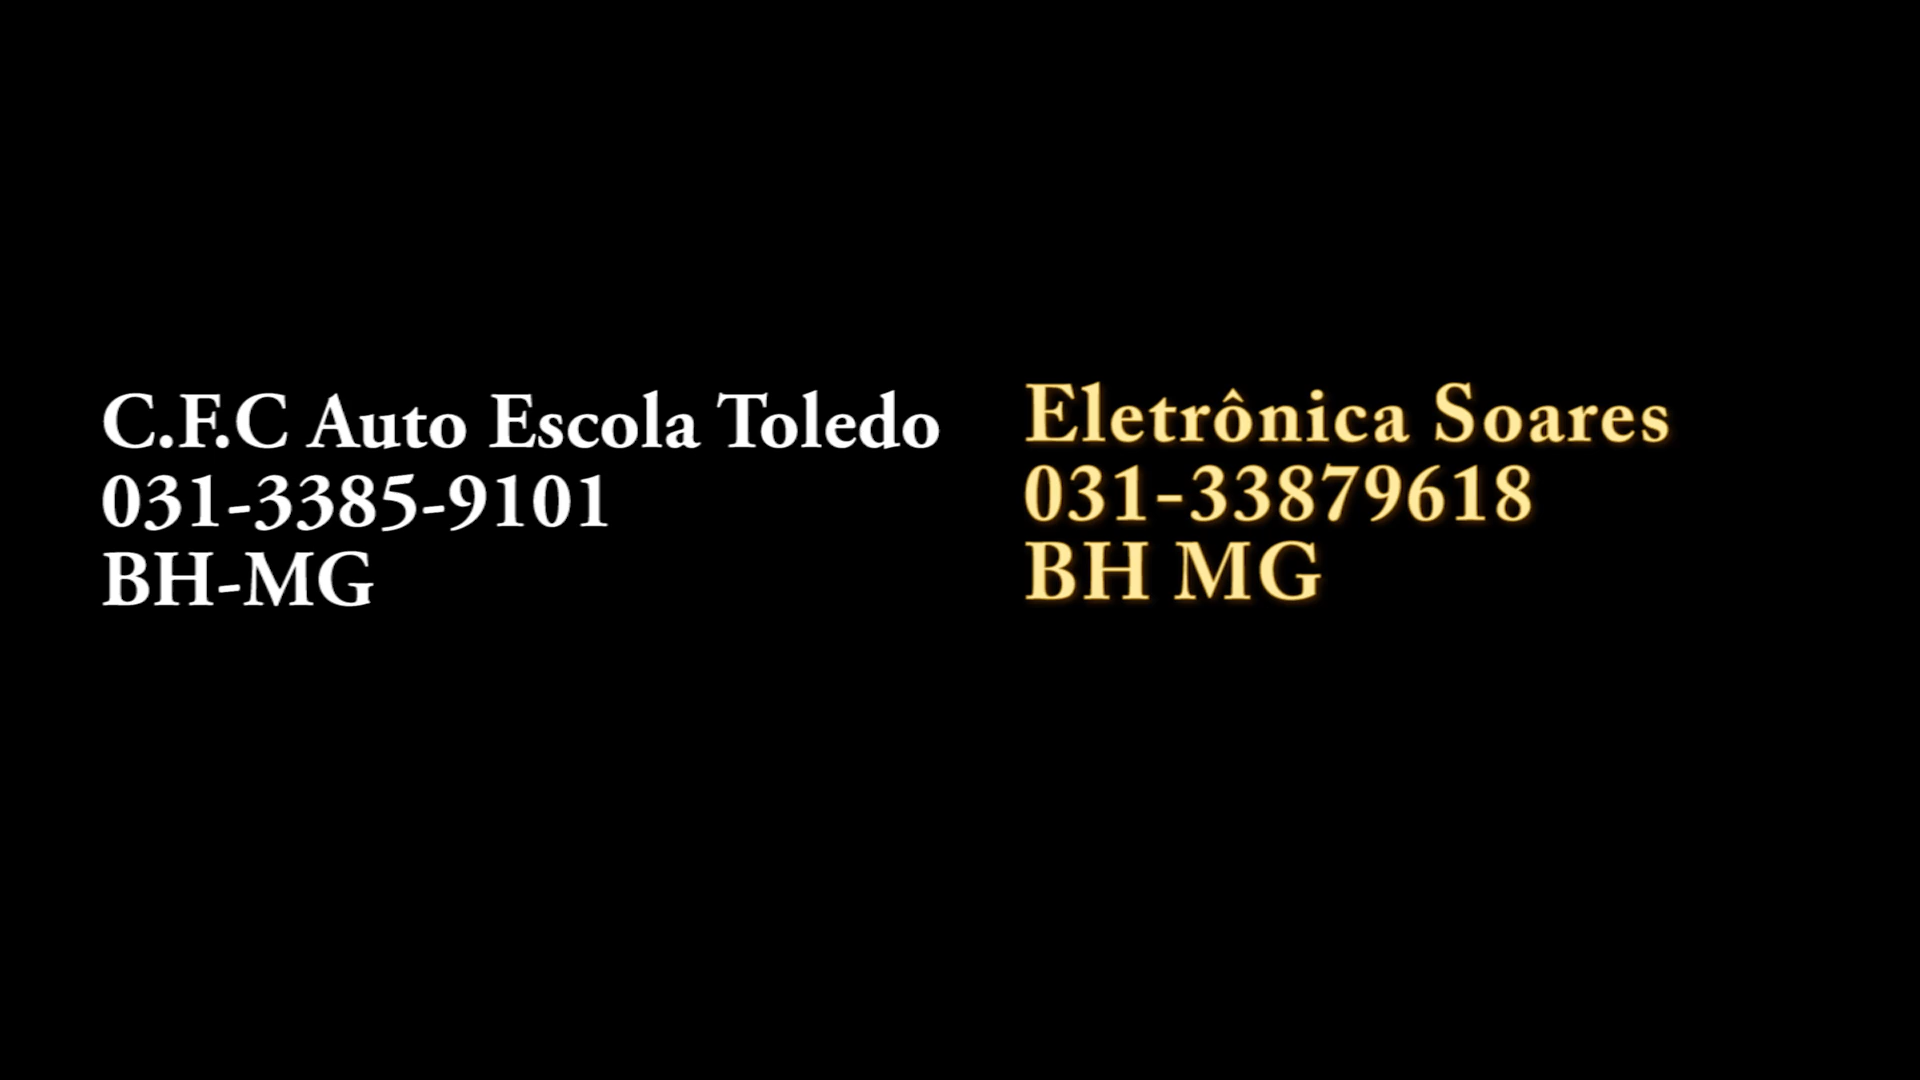 C.F.C Auto Escola Toledo
031-3385-9101
BH-MG
Eletrônica Soares
031-33879618
BH MG